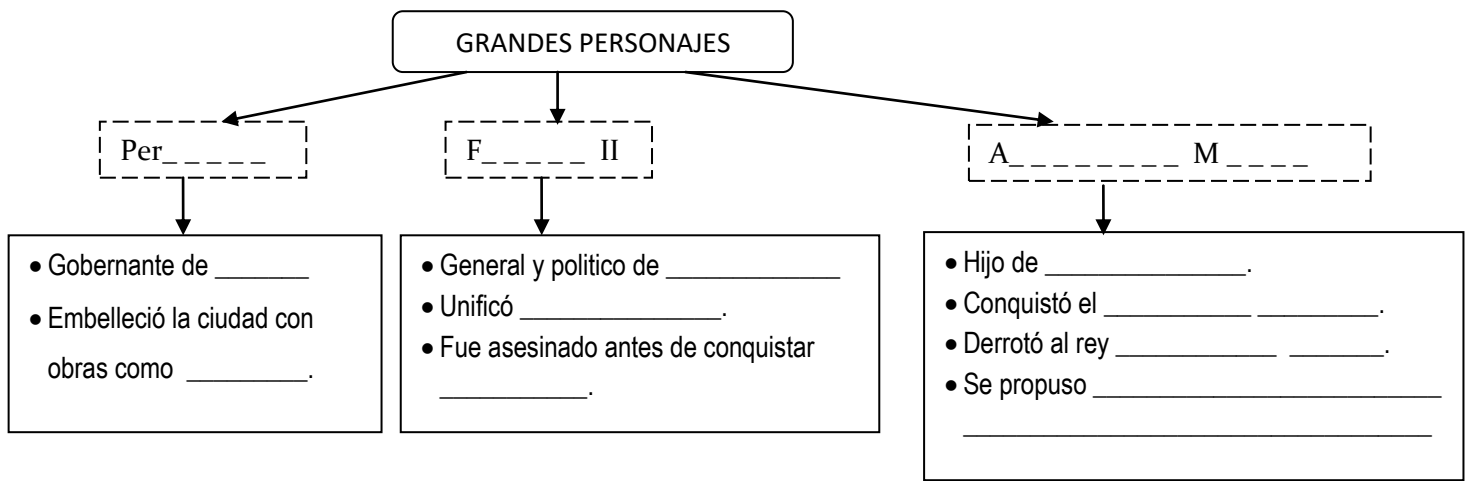 GRANDES PERSONAJES
Per_ _ _ _ _
F_ _ _ _ _ II
A_ _ _ _ _ _ _ _ M _ _ _ _
• Gobernante de _______
• Embelleció la ciudad con
obras como _________.
• General y politico de _____________
• Unificó _______________.
• Fue asesinado antes de conquistar
___________.
• Hijo de _______________.
• Conquistó el ___________ _________.
• Derrotó al rey ____________ _______.
• Se propuso __________________________
___________________________________